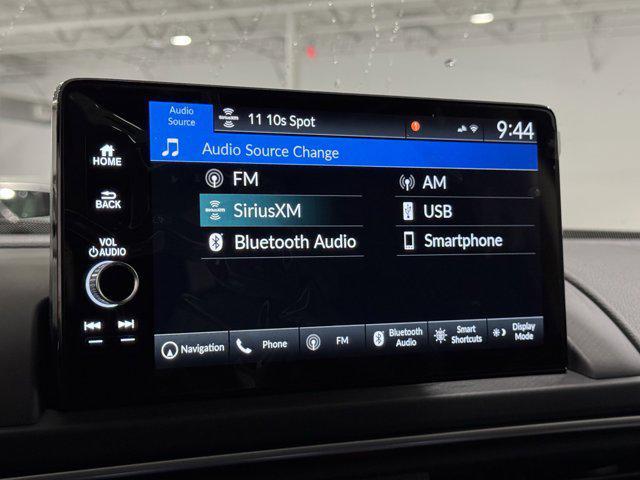 Audio
Source
SiriusXM
11 10s Spot
9:44
Audio Source Change
HOME
BACK
VOL
AUDIO
FM
AM
SiriusXM
SiriusXM
USB
Bluetooth Audio
Smartphone
Navigation
Phone
FM
Bluetooth
Audio
Smart
Shortcuts
Display
Mode